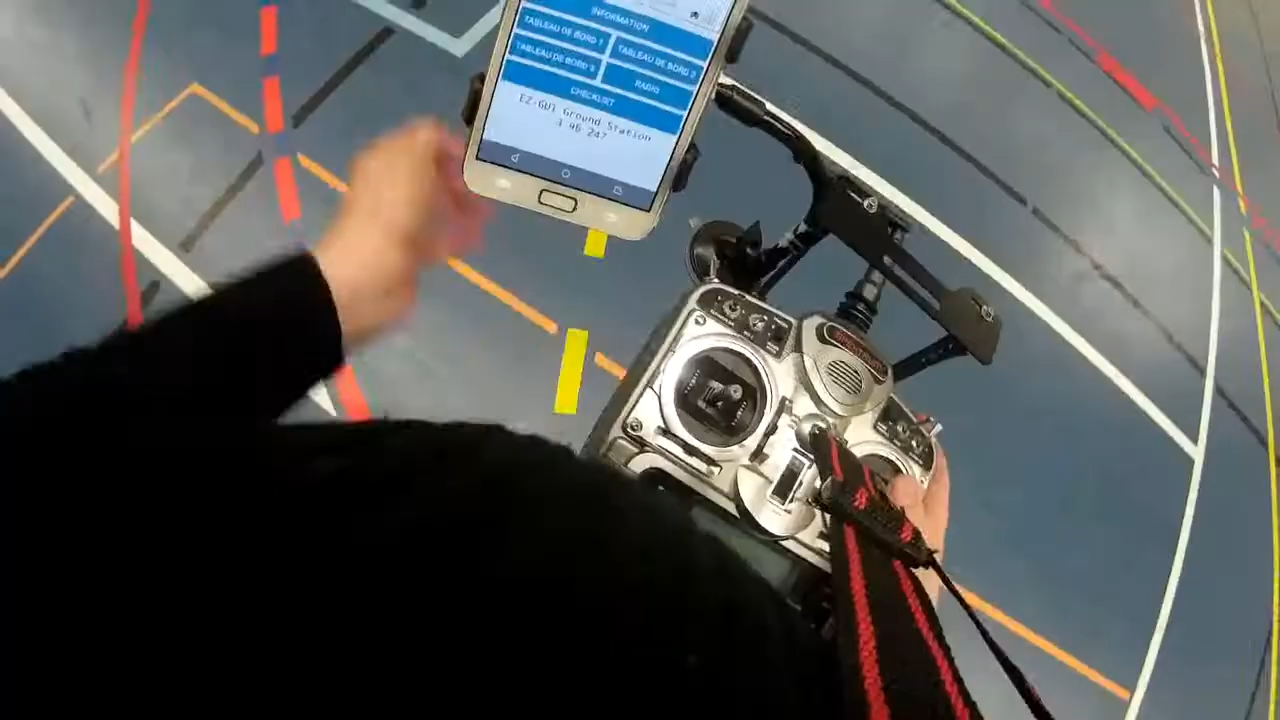 INFORMATION
TABLEAU DE BORD 1
TABLEAU DE BORD 2
TABLEAU DE BORD 3
RADIO
CHECKLIST
EZ-GUI Ground Station